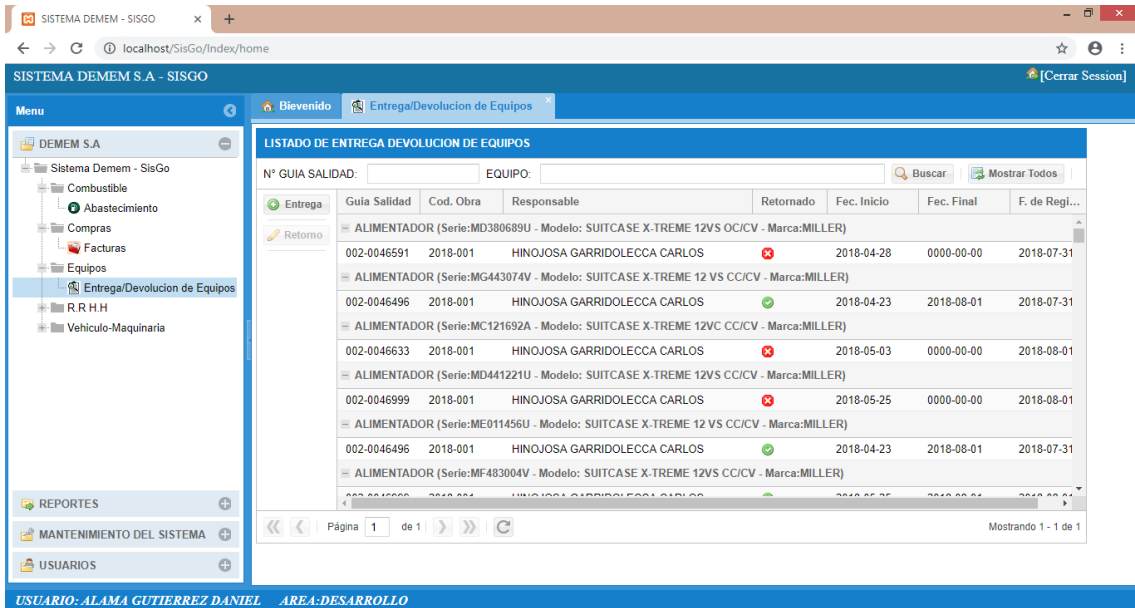 SISTEMA DEMEM - SISGO
localhost/SisGo/Index/home
SISTEMA DEMEM S.A - SISGO
[Cerrar Session]
Menu
Bievenido
Entrega/Devolucion de Equipos
DEMEM S.A
Sistema Demem - SisGo
Combustible
Abastecimiento
Compras
Facturas
Equipos
Entrega/Devolucion de Equipos
R.R H.H
Vehiculo-Maquinaria
REPORTES
MANTENIMIENTO DEL SISTEMA
USUARIOS
LISTADO DE ENTREGA DEVOLUCION DE EQUIPOS
N° GUIA SALIDAD: EQUIPO: Buscar Mostrar Todos
Entrega
Retorno
Guia Salidad Cod. Obra Responsable Retornado Fec. Inicio Fec. Final F. de Regi...
ALIMENTADOR (Serie:MD380689U - Modelo: SUITCASE X-TREME 12VS OC/CV - Marca:MILLER)
002-0046591 2018-001 HINOJOSA GARRIDOLECCA CARLOS 2018-04-28 0000-00-00 2018-07-31
ALIMENTADOR (Serie:MG443074V - Modelo: SUITCASE X-TREME 12 VS CC/CV - Marca:MILLER)
002-0046496 2018-001 HINOJOSA GARRIDOLECCA CARLOS 2018-04-23 2018-08-01 2018-07-31
ALIMENTADOR (Serie:MC121692A - Modelo: SUITCASE X-TREME 12VC CC/CV - Marca:MILLER)
002-0046633 2018-001 HINOJOSA GARRIDOLECCA CARLOS 2018-05-03 0000-00-00 2018-08-01
ALIMENTADOR (Serie:MD441221U - Modelo: SUITCASE X-TREME 12VS CC/CV - Marca:MILLER)
002-0046999 2018-001 HINOJOSA GARRIDOLECCA CARLOS 2018-05-25 0000-00-00 2018-08-01
ALIMENTADOR (Serie:ME011456U - Modelo: SUITCASE X-TREME 12 VS CC/CV - Marca:MILLER)
002-0046496 2018-001 HINOJOSA GARRIDOLECCA CARLOS 2018-04-23 2018-08-01 2018-07-31
ALIMENTADOR (Serie:MF483004V - Modelo: SUITCASE X-TREME 12VS CC/CV - Marca:MILLER)
Página 1 de 1
Mostrando 1 - 1 de 1
USUARIO: ALAMA GUTIERREZ DANIEL AREA:DESARROLLO